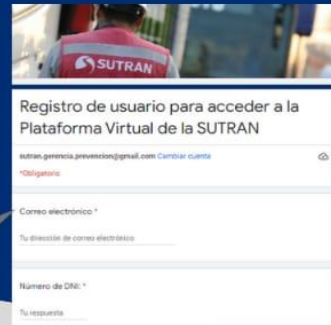 SUTRAN
Registro de usuario para acceder a la
Plataforma Virtual de la SUTRAN
sutran.gerencia.prevencion@gmail.com Cambiar cuenta
*Obligatorio
Correo electrónico *
Tu dirección de correo electrónico
Número de DNI: *
Tu respuesta